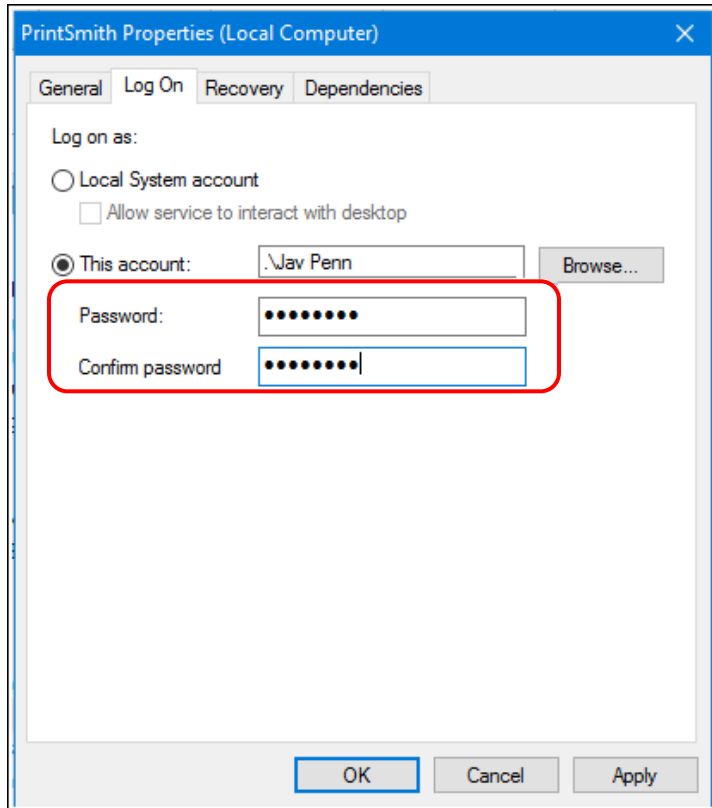 PrintSmith Properties (Local Computer)
General Log On Recovery Dependencies
Log on as:
Local System account
Allow service to interact with desktop
This account: .\Jav Penn Browse...
Password: ●●●●●●●●
Confirm password ●●●●●●●●
OK Cancel Apply